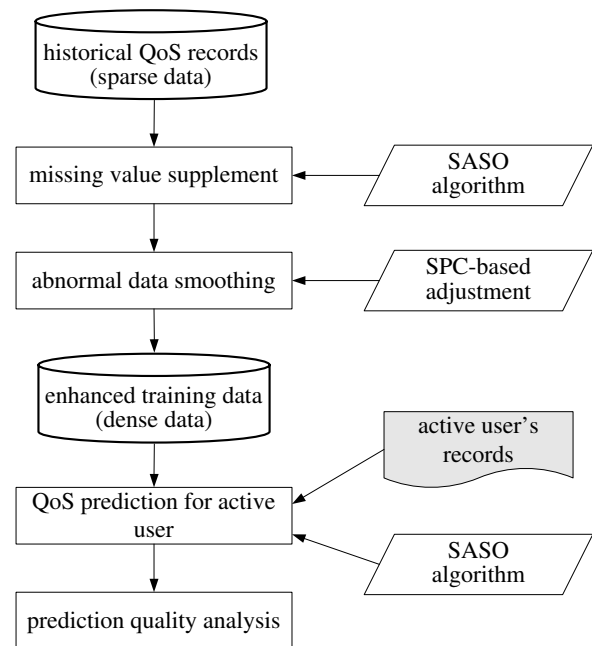 historical QoS records
(sparse data)
missing value supplement
SASO
algorithm
abnormal data smoothing
SPC-based
adjustment
enhanced training data
(dense data)
active user's
records
QoS prediction for active
user
SASO
algorithm
prediction quality analysis